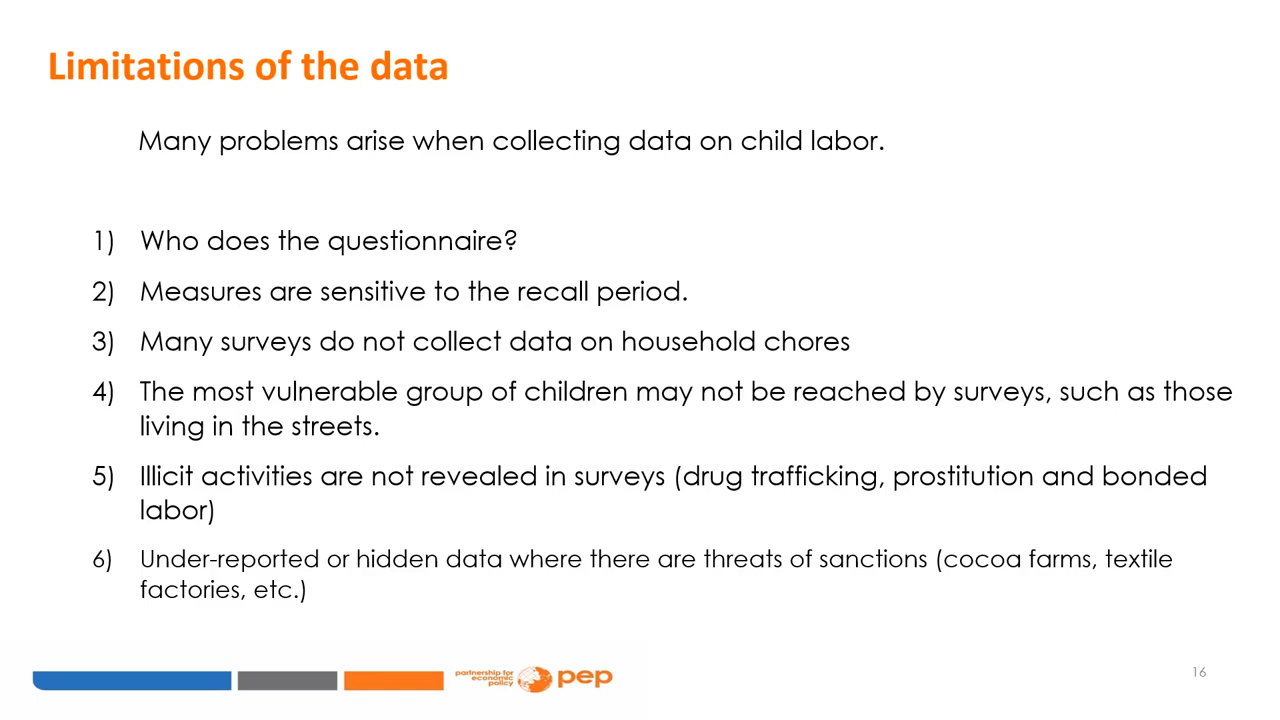 Limitations of the data
Many problems arise when collecting data on child labor.
1) Who does the questionnaire?
2) Measures are sensitive to the recall period.
3) Many surveys do not collect data on household chores
4) The most vulnerable group of children may not be reached by surveys, such as those
living in the streets.
5) Illicit activities are not revealed in surveys (drug trafficking, prostitution and bonded
labor)
6) Under-reported or hidden data where there are threats of sanctions (cocoa farms, textile
factories, etc.)
partnership for
economic
policy
pep
16